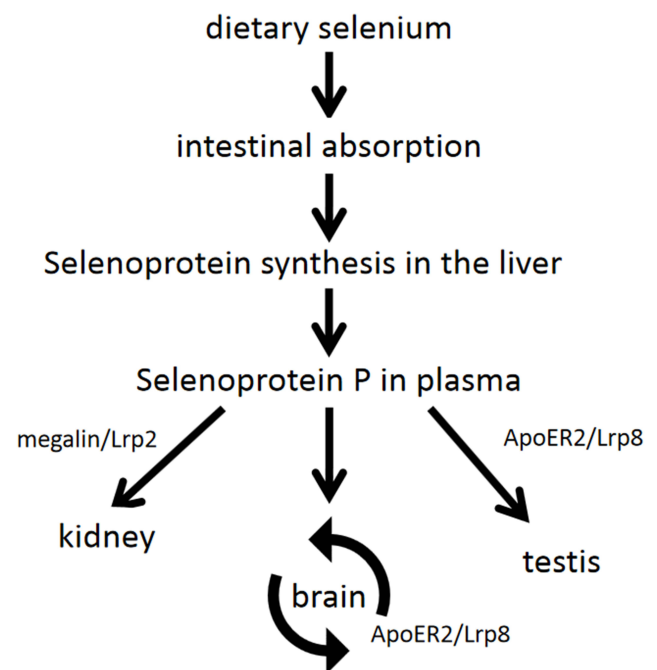 dietary selenium
intestinal absorption
Selenoprotein synthesis in the liver
Selenoprotein P in plasma
megalin/Lrp2
ApoER2/Lrp8
kidney
testis
brain
ApoER2/Lrp8